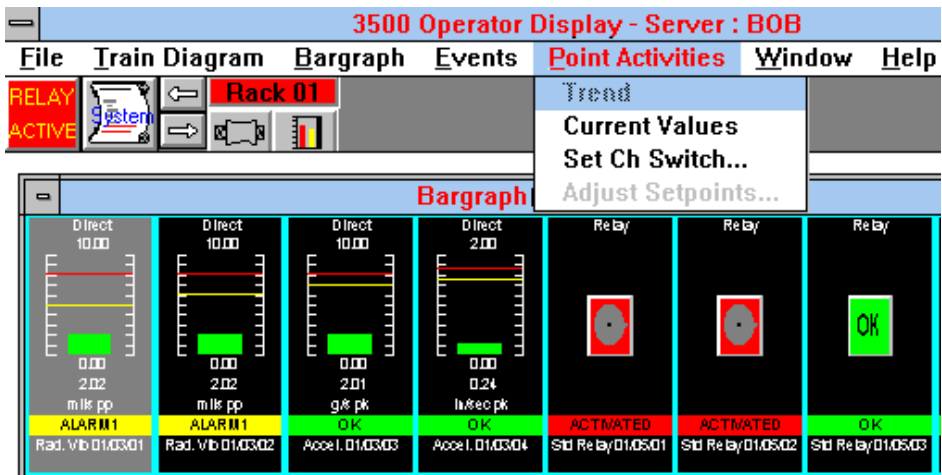 3500 Operator Display - Server : BOB
File Train Diagram Bargraph Events Point Activities Window Help
RELAY ACTIVE
System
Rack 01
Trend
Current Values
Set Ch Switch...
Adjust Setpoints...
Bargraph
Direct Direct Direct Direct Relay Relay Relay
10.00 10.00 10.00 2.00
OK
0.00 0.00 0.00 0.00
2.02 2.02 2.01 0.24
mils pp mils pp g/s pk in/sec pk
ALARM1 ALARM1 OK OK ACTIVATED ACTIVATED OK
Rad. Vib 01/03/01 Rad. Vib 01/03/02 Accel. 01/03/03 Accel. 01/03/04 Std Relay 01/05/01 Std Relay 01/05/02 Std Relay 01/05/03